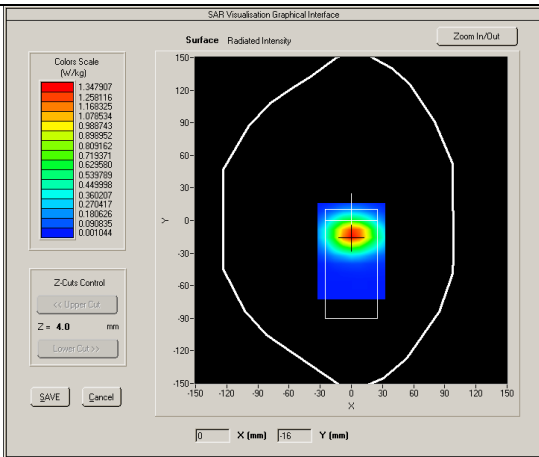 SAR Visualisation Graphical Interface
Surface Radiated Intensity
Zoom In/Out
Colors Scale
(W/kg)
1.347907
1.258116
1.168325
1.078534
0.988743
0.898952
0.809162
0.719371
0.629580
0.539789
0.449998
0.360207
0.270417
0.180626
0.090835
0.001044
Z-Cuts Control
<< Upper Cut
Z = 4.0 mm
Lower Cut >>
SAVE Cancel
150
120
90
60
30
0
-30
-60
-90
-120
-150
Y
-150 -120 -90 -60 -30 0 30 60 90 120 150
X
0 X (mm) -16 Y (mm)